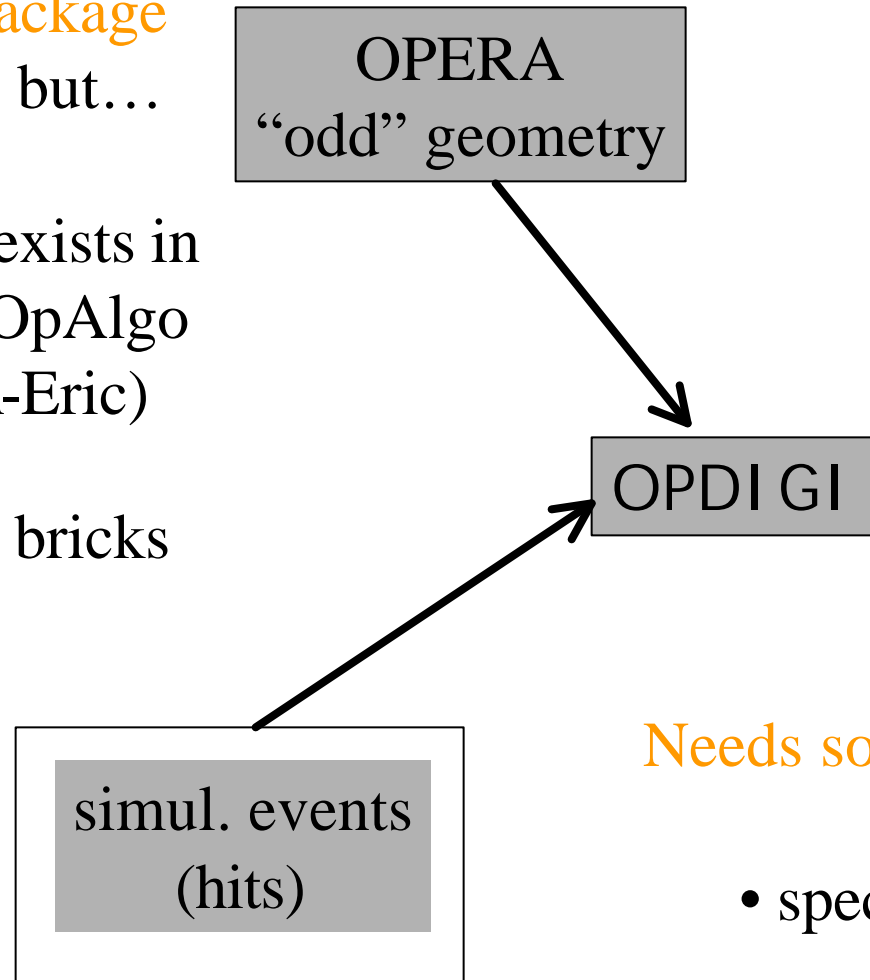 ackage
but…
exists in
OpAlgo
-Eric)
bricks
OPERA
“odd” geometry
OPDIGI
simul. events
(hits)
Needs so
• spec